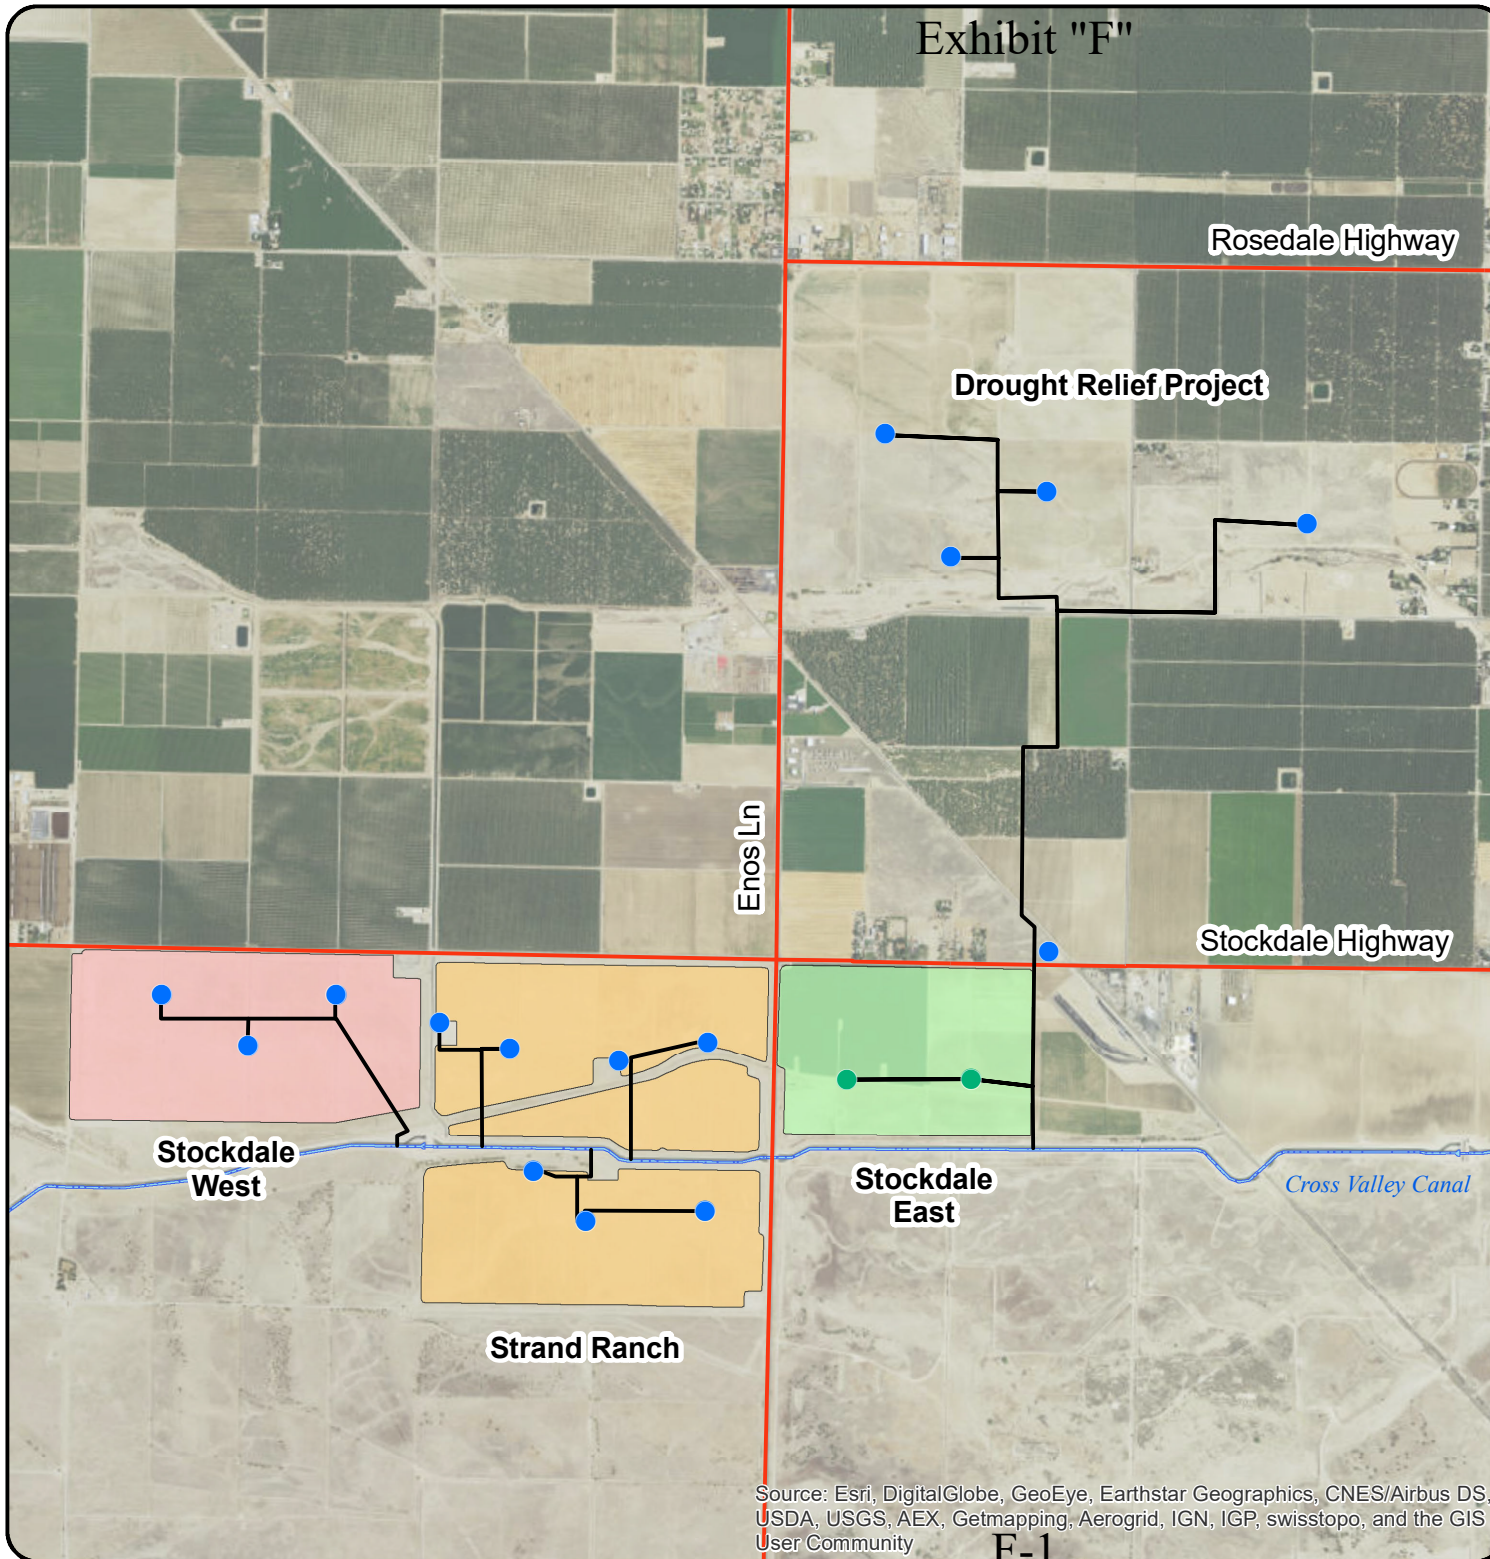 Exhibit "F"
Rosedale Highway
Drought Relief Project
Enos Ln
Stockdale Highway
Stockdale
West
Stockdale
East
Cross Valley Canal
Strand Ranch
Source: Esri, DigitalGlobe, GeoEye, Earthstar Geographics, CNES/Airbus DS,
USDA, USGS, AEX, Getmapping, Aerogrid, IGN, IGP, swisstopo, and the GIS
User Community
F-1